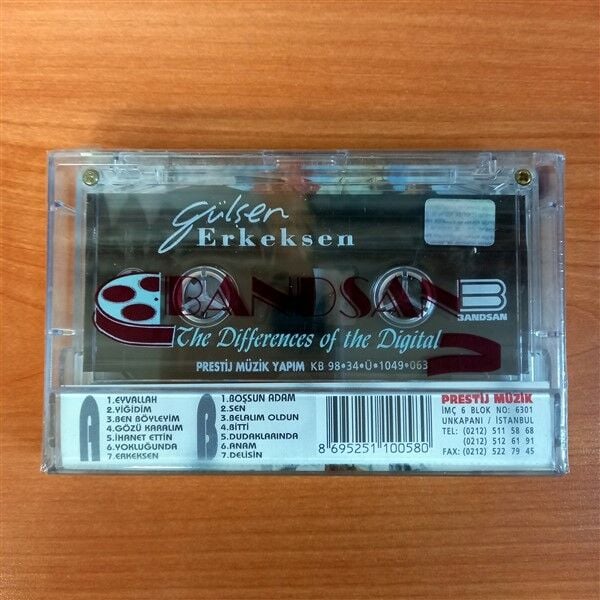 gülşen
Erkeksen
BANDSAN
BANDSAN
The Differences of the Digital
PRESTİJ MÜZİK YAPIM KB 98•34•Ü•1049•063
A
1.EYVALLAH
2.YİĞİDİM
3.BEN BÖYLEYİM
4.GÖZÜ KARALIM
5.İHANET ETTİN
6.YOKLUĞUNDA
7.ERKEKSEN
B
1.BOŞSUN ADAM
2.SEN
3.BELALIM OLDUN
4.BİTTİ
5.DUDAKLARINDA
6.ANAM
7.DELİSİN
8 695251 100580
PRESTİJ MÜZİK
İMÇ 6 BLOK NO: 6301
UNKAPANI / İSTANBUL
TEL: (0212) 511 58 68
(0212) 512 61 91
FAX: (0212) 522 79 45